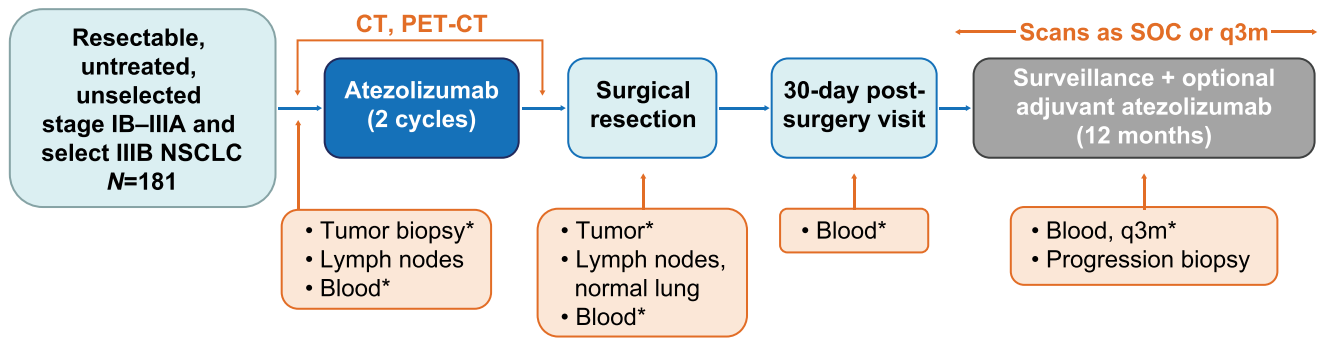 Resectable,
untreated,
unselected
stage IB–IIIA and
select IIIB NSCLC
N=181
CT, PET-CT
Atezolizumab
(2 cycles)
Surgical
resection
30-day post-
surgery visit
Scans as SOC or q3m
Surveillance + optional
adjuvant atezolizumab
(12 months)
• Tumor biopsy*
• Lymph nodes
• Blood*
• Tumor*
• Lymph nodes,
normal lung
• Blood*
• Blood*
• Blood, q3m*
• Progression biopsy